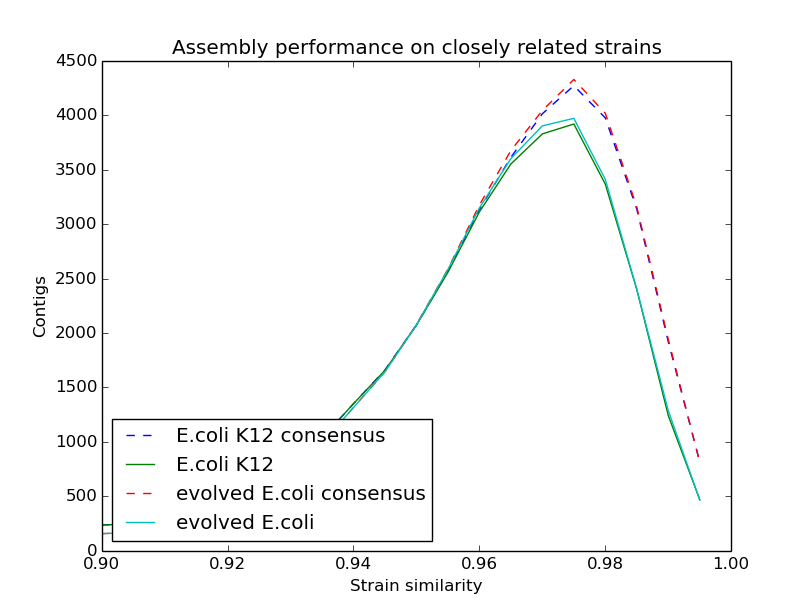 Assembly performance on closely related strains
4500
4000
3500
3000
2500
2000
1500
1000
500
0
Contigs
E.coli K12 consensus
E.coli K12
evolved E.coli consensus
evolved E.coli
0.90 0.92 0.94 0.96 0.98 1.00
Strain similarity